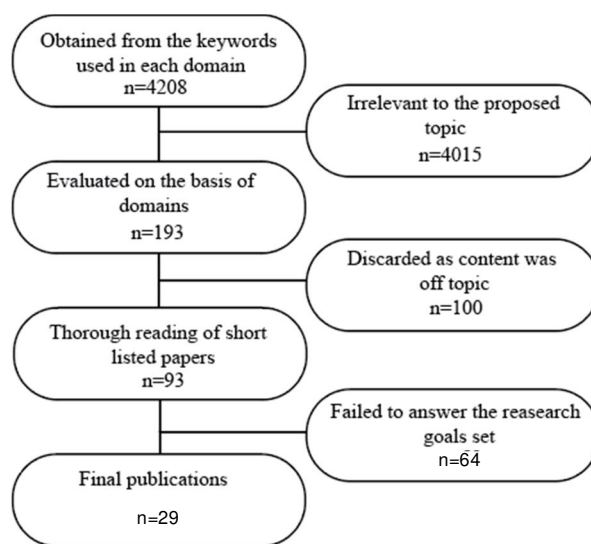 Obtained from the keywords
used in each domain
n=4208
Irrelevant to the proposed
topic
n=4015
Evaluated on the basis of
domains
n=193
Discarded as content was
off topic
n=100
Thorough reading of short
listed papers
n=93
Failed to answer the reasearch
goals set
n=64
Final publications
n=29